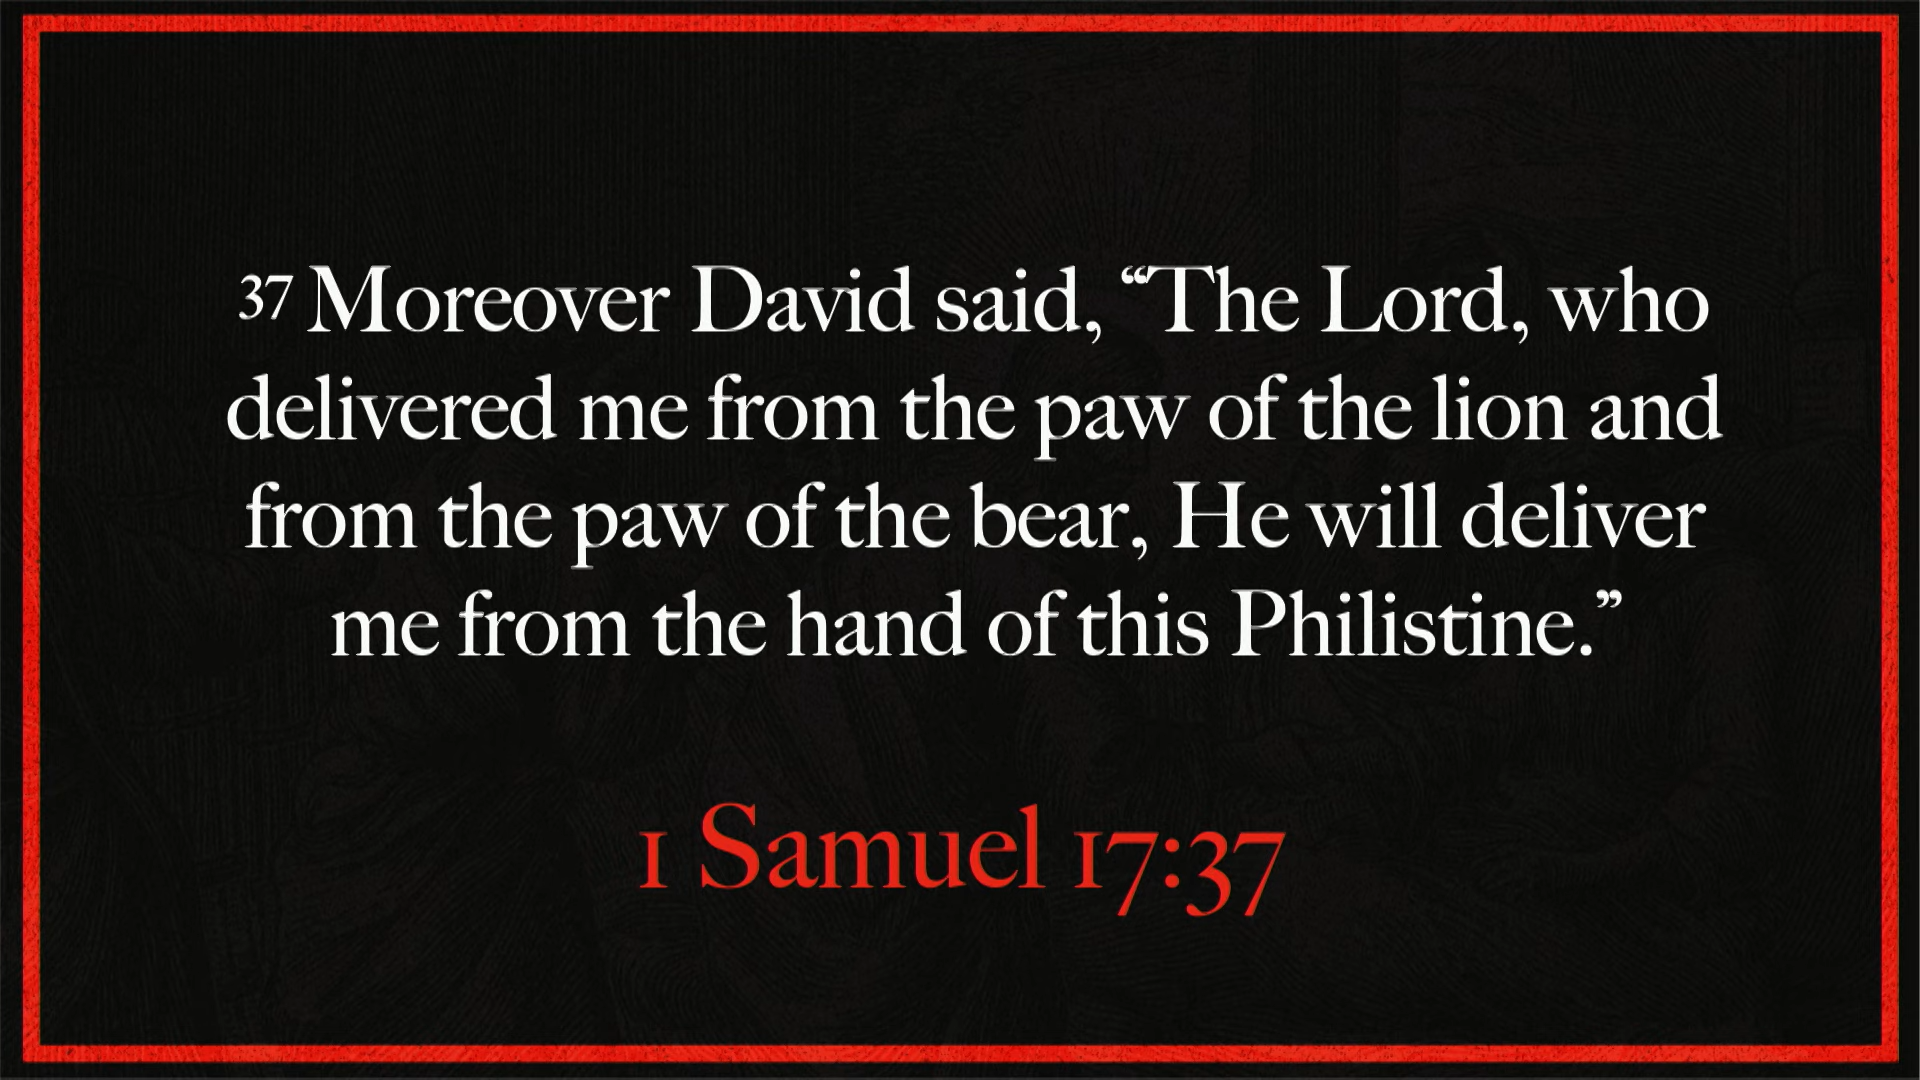 37 Moreover David said, “The Lord, who
delivered me from the paw of the lion and
from the paw of the bear, He will deliver
me from the hand of this Philistine.”
1 Samuel 17:37